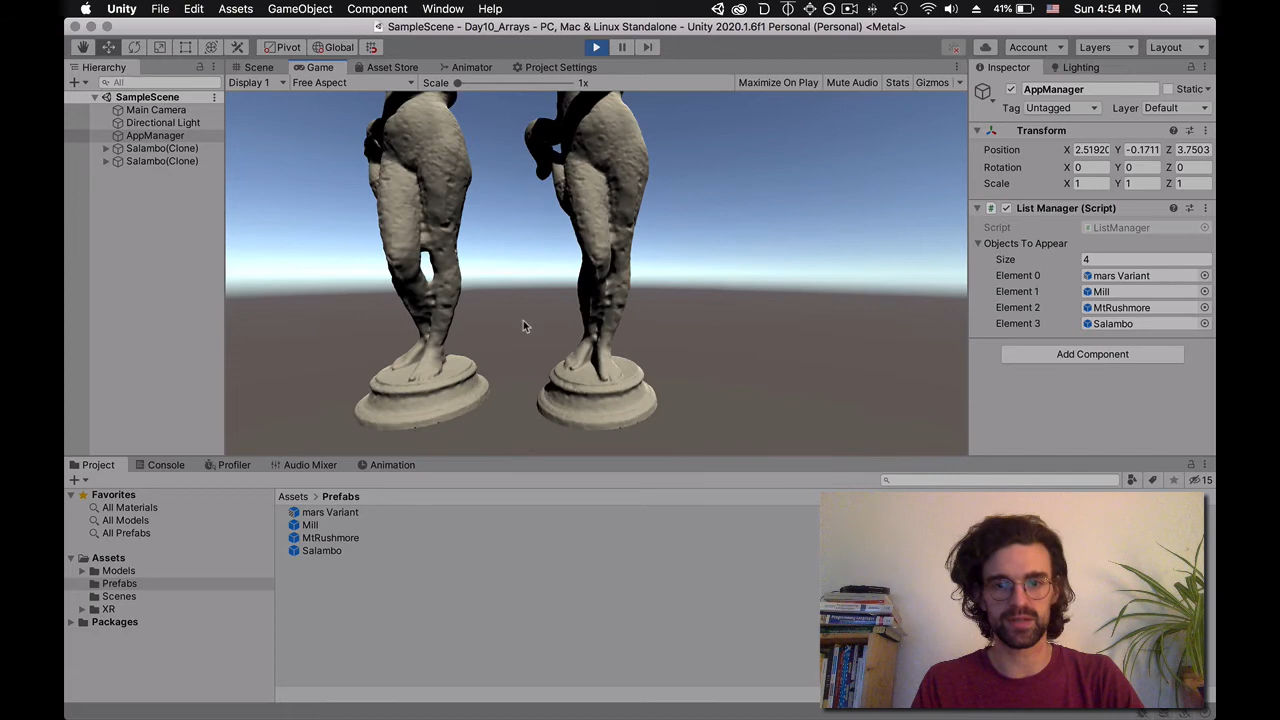 Unity File Edit Assets GameObject Component Window Help 41% Sun 4:54 PM
SampleScene - Day10_Arrays - PC, Mac & Linux Standalone - Unity 2020.1.6f1 Personal (Personal) <Metal>
Pivot Global Account Layers Layout
Hierarchy Scene Game Asset Store Animator Project Settings Inspector Lighting
All Display 1 Free Aspect Scale 1x Maximize On Play Mute Audio Stats Gizmos
SampleScene
Main Camera
Directional Light
AppManager
Salambo(Clone)
Salambo(Clone)
AppManager Static
Tag Untagged Layer Default
Transform
Position X 2.5192 Y -0.1711 Z 3.7503
Rotation X 0 Y 0 Z 0
Scale X 1 Y 1 Z 1
List Manager (Script)
Script ListManager
Objects To Appear
Size 4
Element 0 mars Variant
Element 1 Mill
Element 2 MtRushmore
Element 3 Salambo
Add Component
Project Console Profiler Audio Mixer Animation
15
Favorites
All Materials
All Models
All Prefabs
Assets
Models
Prefabs
Scenes
XR
Packages
Assets > Prefabs
mars Variant
Mill
MtRushmore
Salambo